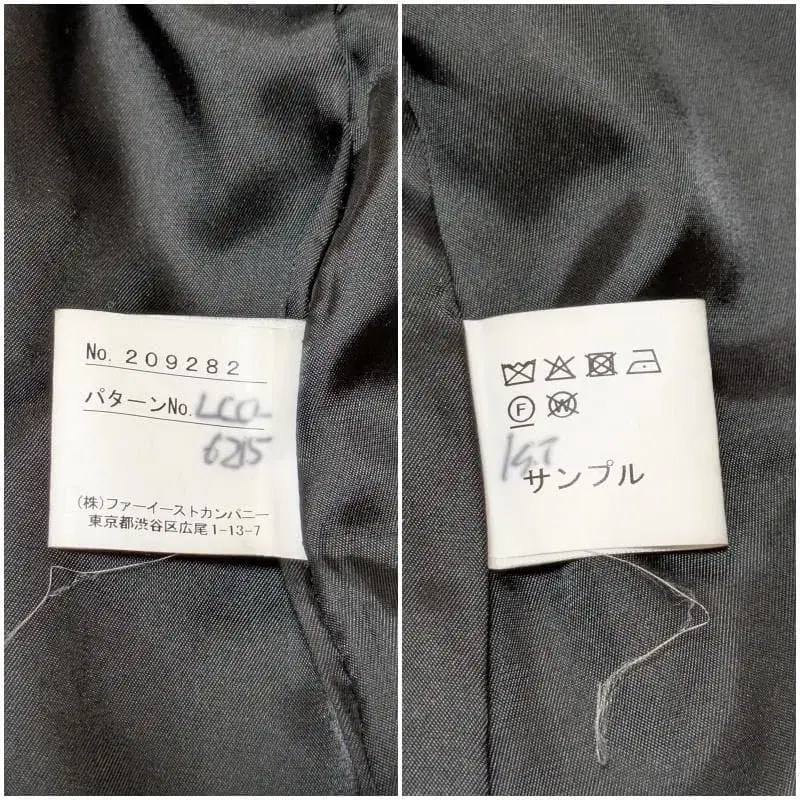 No. 209282
パターンNo. LCO-
6215
(株)ファーイーストカンパニー
東京都渋谷区広尾1-13-7
F
W
1ST
サンプル